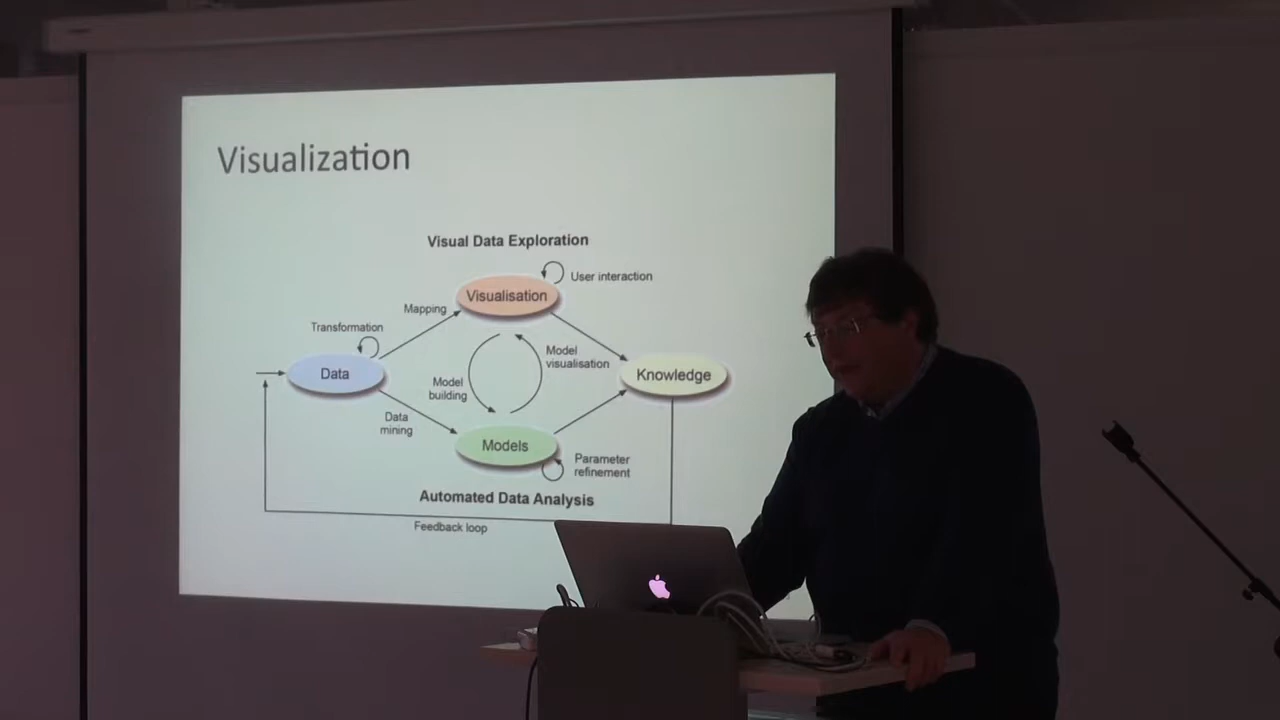 Visualization
Visual Data Exploration
User interaction
Visualisation
Mapping
Transformation
Model
visualisation
Data
Knowledge
Model
building
Data
mining
Models
Parameter
refinement
Automated Data Analysis
Feedback loop